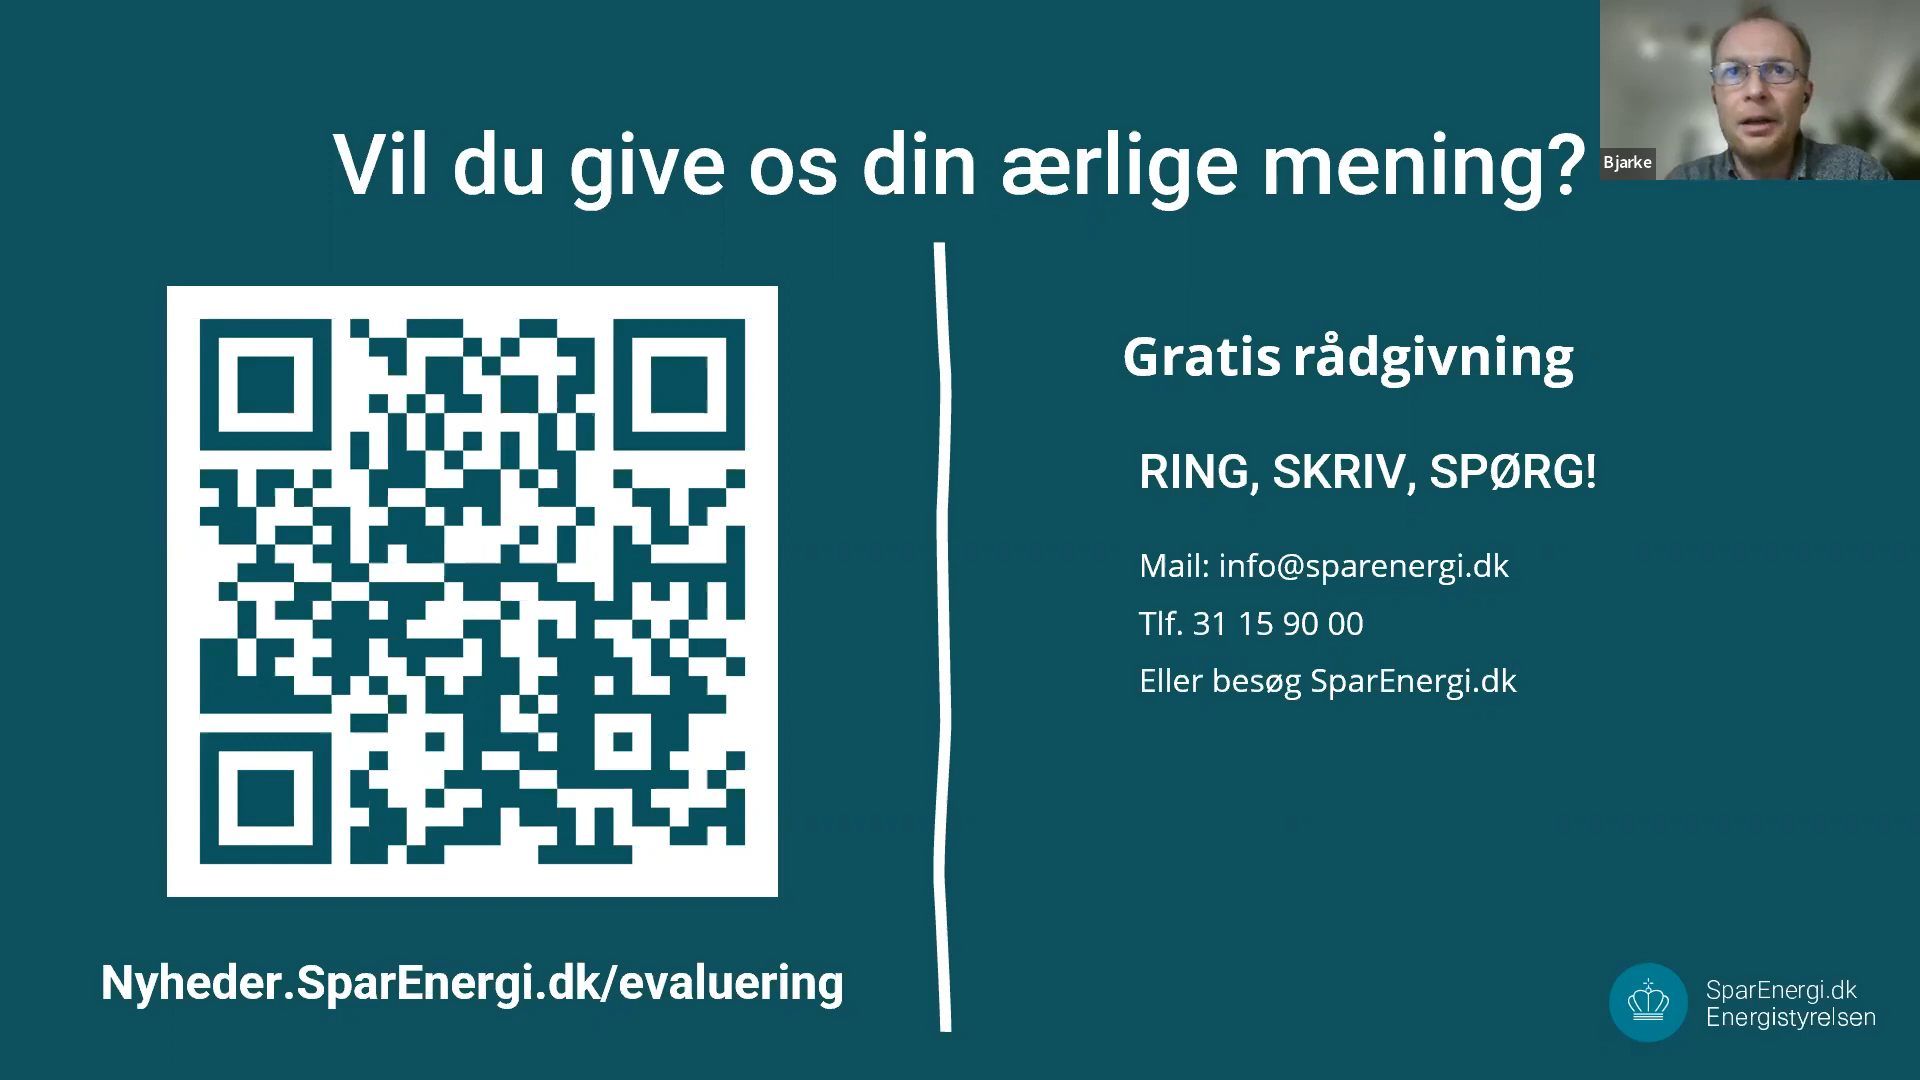 Vil du give os din ærlige mening?
Bjarke
Gratis rådgivning
RING, SKRIV, SPØRG!
Mail: info@sparenergi.dk
Tlf. 31 15 90 00
Eller besøg SparEnergi.dk
Nyheder.SparEnergi.dk/evaluering
SparEnergi.dk
Energistyrelsen